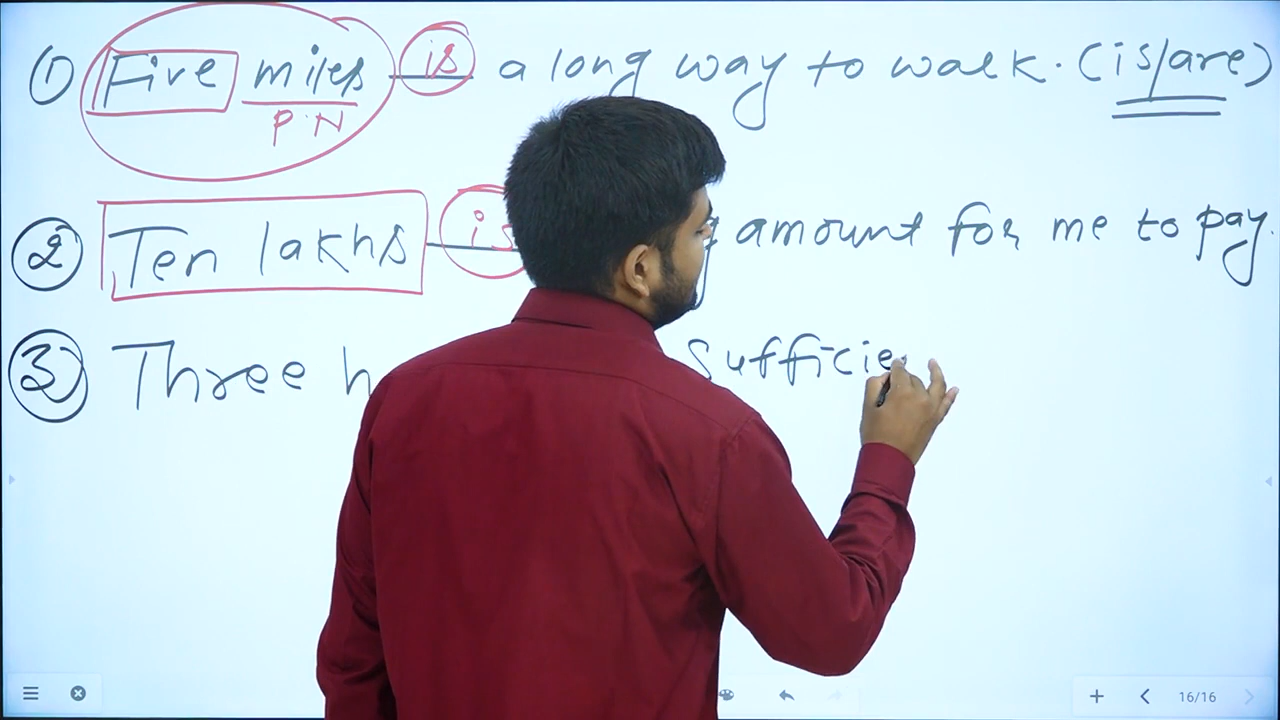 ① Five miles is a long way to walk. (is/are)
P.N
② Ten lakhs is amount for me to pay.
③ Three
16/16